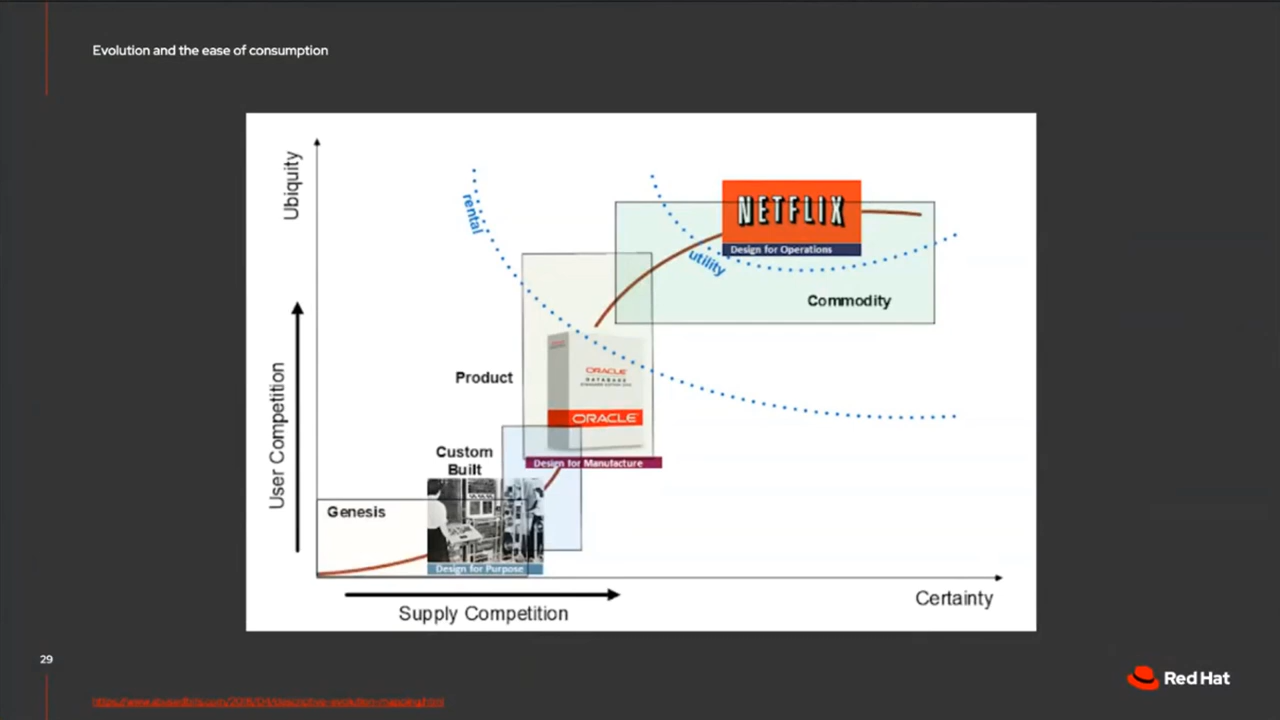 Evolution and the ease of consumption
Ubiquity
User Competition
rental
utility
NETFLIX
Design for Operations
Commodity
Product
ORACLE
DATABASE
ORACLE
Design for Manufacture
Custom
Built
Genesis
Design for Purpose
Supply Competition
Certainty
29
Red Hat